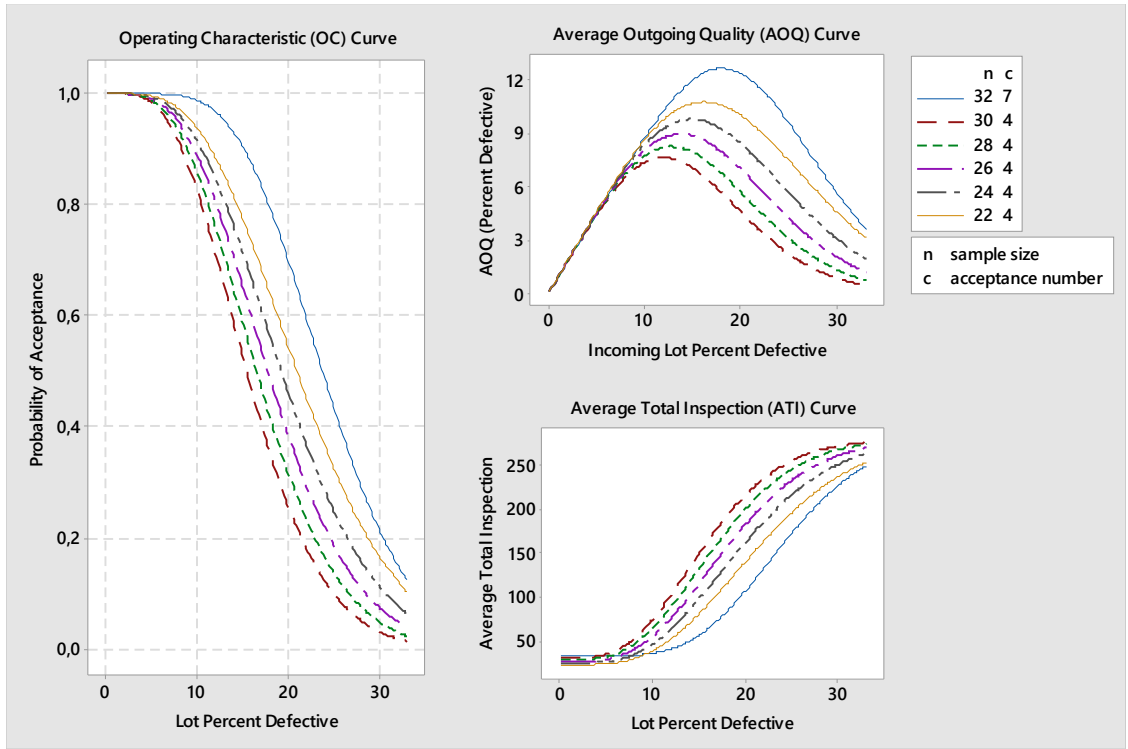 Operating Characteristic (OC) Curve
Probability of Acceptance
1,0
0,8
0,6
0,4
0,2
0,0
0 10 20 30
Lot Percent Defective
Average Outgoing Quality (AOQ) Curve
AOQ (Percent Defective)
12
9
6
3
0
0 10 20 30
Incoming Lot Percent Defective
Average Total Inspection (ATI) Curve
Average Total Inspection
250
200
150
100
50
0 10 20 30
Lot Percent Defective
n c
32 7
30 4
28 4
26 4
24 4
22 4
n sample size
c acceptance number